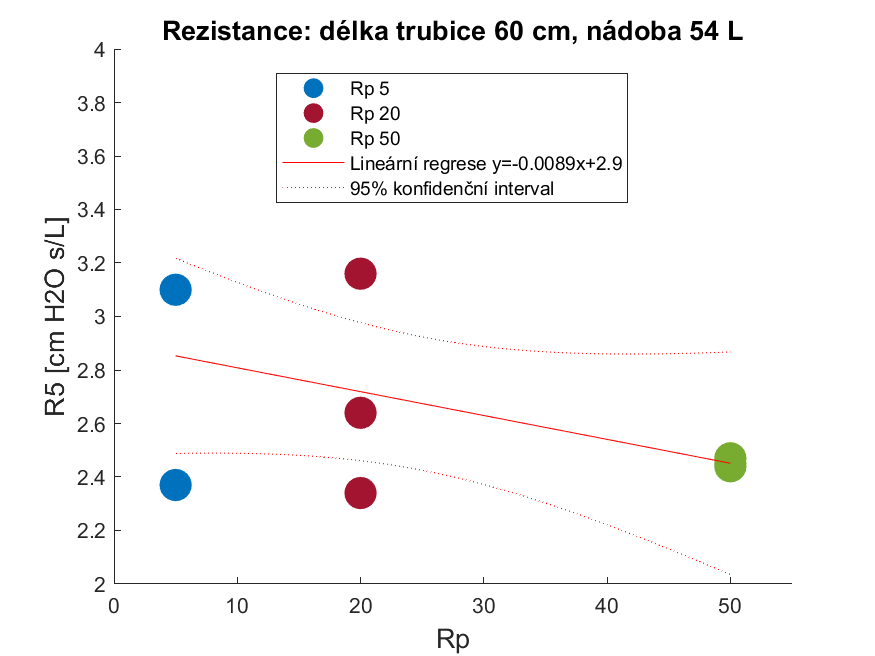 Rezistance: délka trubice 60 cm, nádoba 54 L
Rp 5
Rp 20
Rp 50
Lineární regrese y=-0.0089x+2.9
95% konfidenční interval
R5 [cm H2O s/L]
4
3.8
3.6
3.4
3.2
3
2.8
2.6
2.4
2.2
2
0
10
20
30
40
50
Rp